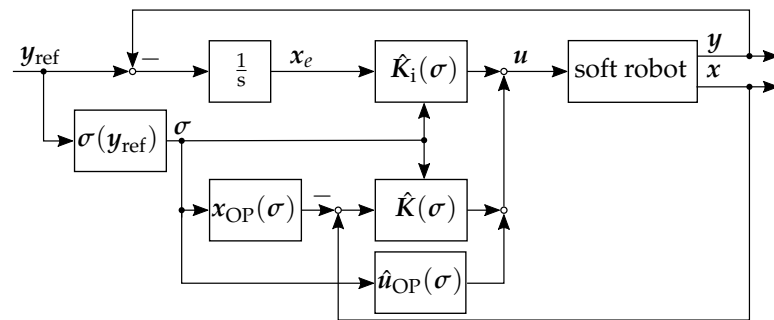 y_ref
−
1/s
x_e
K̂_i(σ)
u
soft robot
y
x
σ(y_ref)
σ
x_OP(σ)
−
K̂(σ)
û_OP(σ)